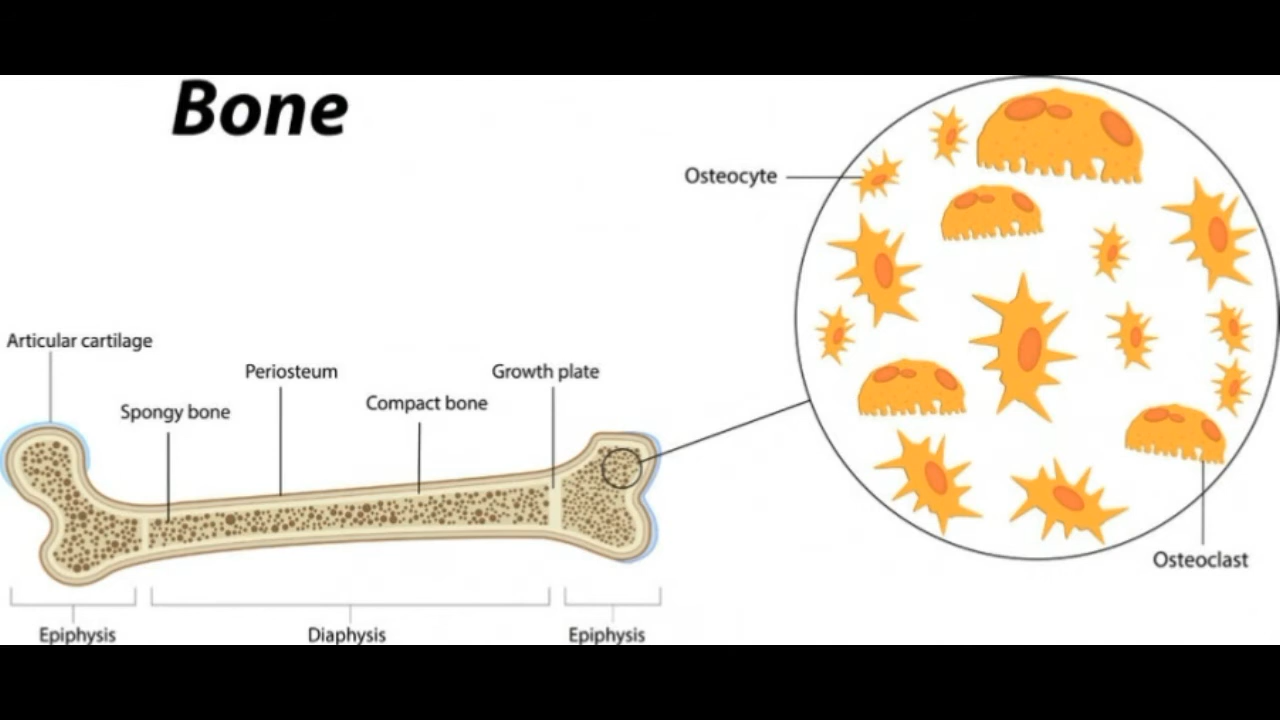 Bone
Osteocyte
Articular cartilage
Periosteum
Growth plate
Compact bone
Spongy bone
Osteoclast
Epiphysis
Diaphysis
Epiphysis